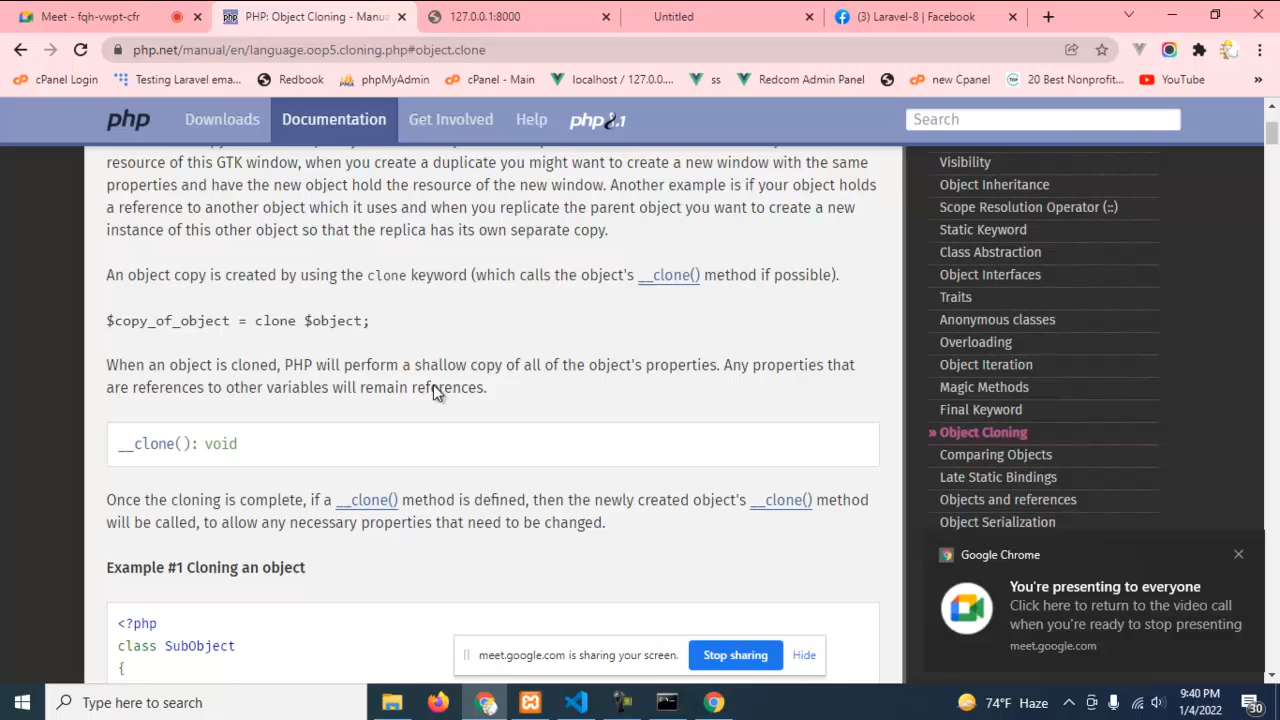 Meet - fqh-vwpt-cfr
PHP: Object Cloning - Manua
127.0.0.1:8000
Untitled
(3) Laravel-8 | Facebook
php.net/manual/en/language.oop5.cloning.php#object.clone
cPanel Login
Testing Laravel ema...
Redbook
phpMyAdmin
cPanel - Main
localhost / 127.0.0....
ss
Redcom Admin Panel
new Cpanel
20 Best Nonprofit...
YouTube
»
php
Downloads
Documentation
Get Involved
Help
php8.1
Search
resource of this GTK window, when you create a duplicate you might want to create a new window with the same
properties and have the new object hold the resource of the new window. Another example is if your object holds
a reference to another object which it uses and when you replicate the parent object you want to create a new
instance of this other object so that the replica has its own separate copy.
An object copy is created by using the clone keyword (which calls the object's __clone() method if possible).
$copy_of_object = clone $object;
When an object is cloned, PHP will perform a shallow copy of all of the object's properties. Any properties that
are references to other variables will remain references.
__clone(): void
Once the cloning is complete, if a __clone() method is defined, then the newly created object's __clone() method
will be called, to allow any necessary properties that need to be changed.
Example #1 Cloning an object
<?php
class SubObject
{
Visibility
Object Inheritance
Scope Resolution Operator (::)
Static Keyword
Class Abstraction
Object Interfaces
Traits
Anonymous classes
Overloading
Object Iteration
Magic Methods
Final Keyword
» Object Cloning
Comparing Objects
Late Static Bindings
Objects and references
Object Serialization
Google Chrome
You're presenting to everyone
Click here to return to the video call
when you're ready to stop presenting
meet.google.com
meet.google.com is sharing your screen.
Stop sharing
Hide
Type here to search
74°F Haze
9:40 PM
1/4/2022
30